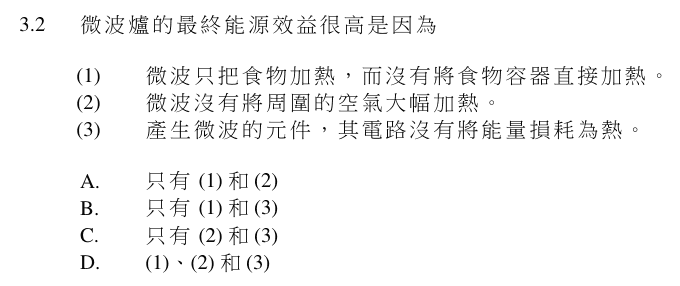 3.2 微波爐的最終能源效益很高是因為
(1) 微波只把食物加熱，而沒有將食物容器直接加熱。
(2) 微波沒有將周圍的空氣大幅加熱。
(3) 產生微波的元件，其電路沒有將能量損耗為熱。
A. 只有 (1) 和 (2)
B. 只有 (1) 和 (3)
C. 只有 (2) 和 (3)
D. (1)、(2) 和 (3)